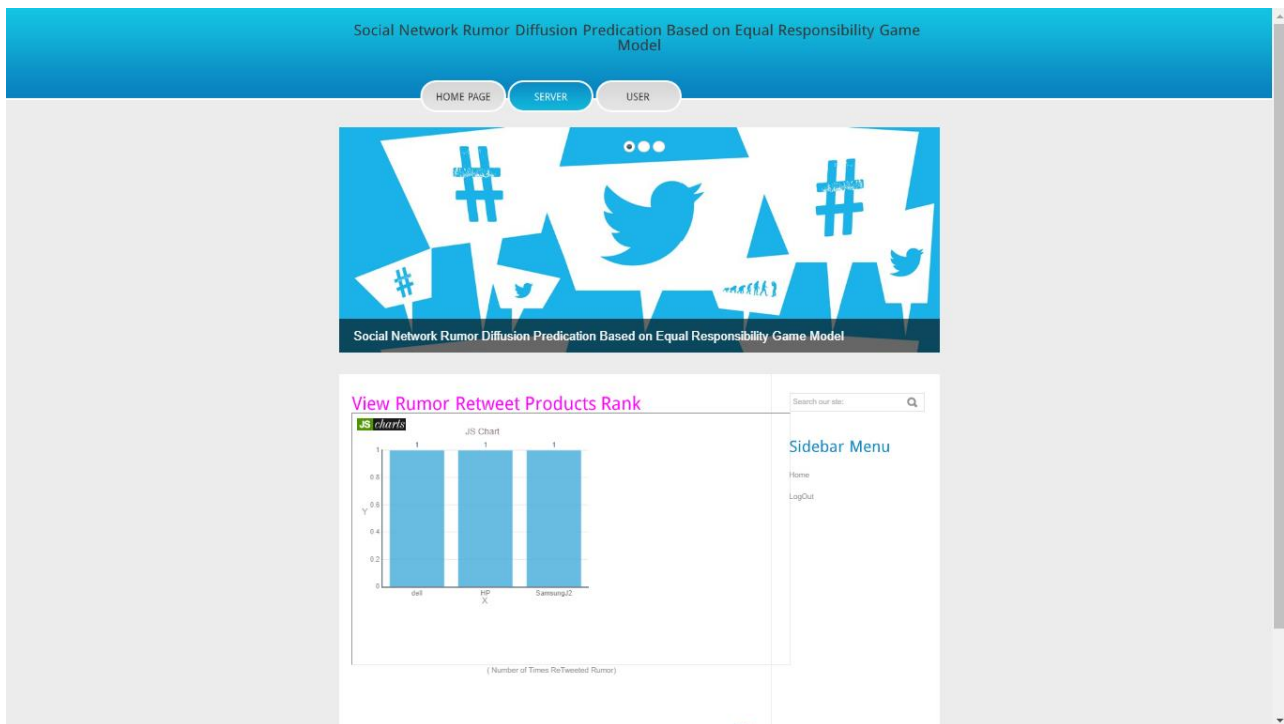 Social Network Rumor Diffusion Predication Based on Equal Responsibility Game
Model
HOME PAGE
SERVER
USER
Social Network Rumor Diffusion Predication Based on Equal Responsibility Game Model
View Rumor Retweet Products Rank
JS charts
JS Chart
1 1 1
1
0.8
0.6
Y
0.4
0.2
0
dell HP SamsungJ2
X
( Number of Times ReTweeted Rumor)
Search our site:
Sidebar Menu
Home
LogOut